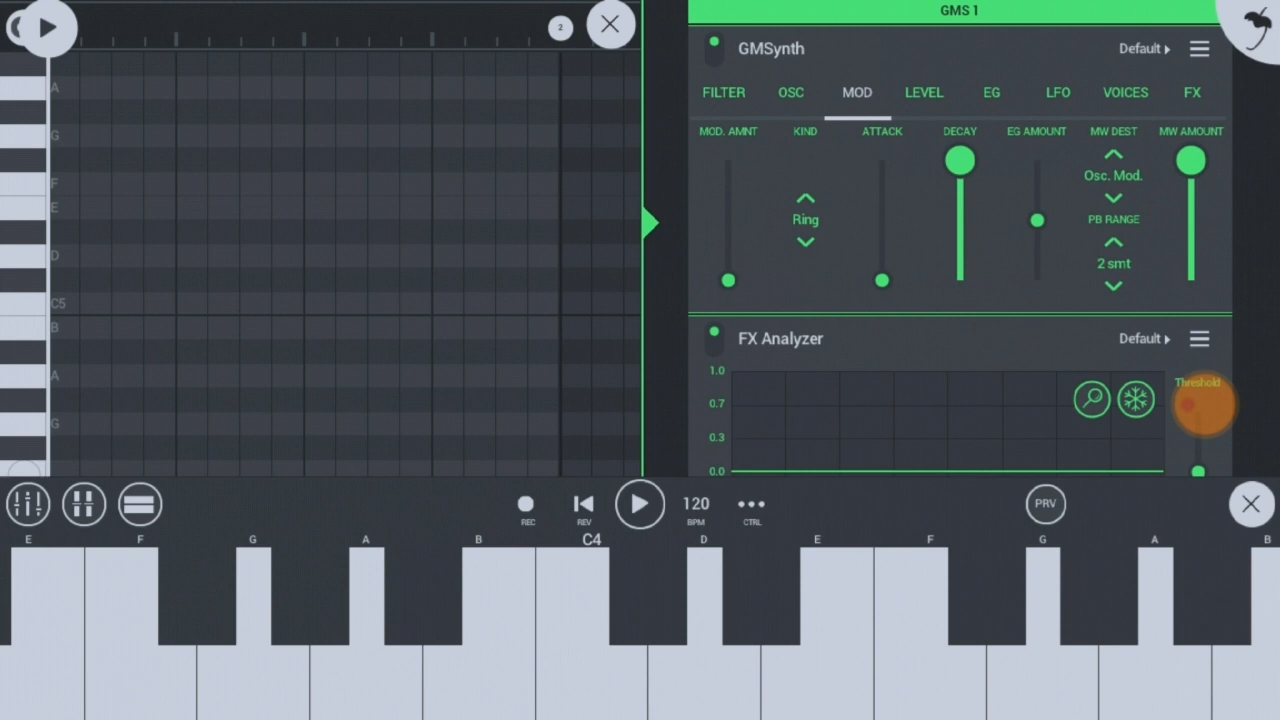 GMS 1
2
GMSynth
Default
FILTER OSC MOD LEVEL EG LFO VOICES FX
MOD. AMNT KIND ATTACK DECAY EG AMOUNT MW DEST MW AMOUNT
Osc. Mod.
Ring
PB RANGE
2 smt
FX Analyzer
Default
1.0
0.7
0.3
0.0
Threshold
A
G
F
E
D
C5
B
A
G
REC
REV
120
BPM
CTRL
PRV
E F G A B C4 D E F G A B